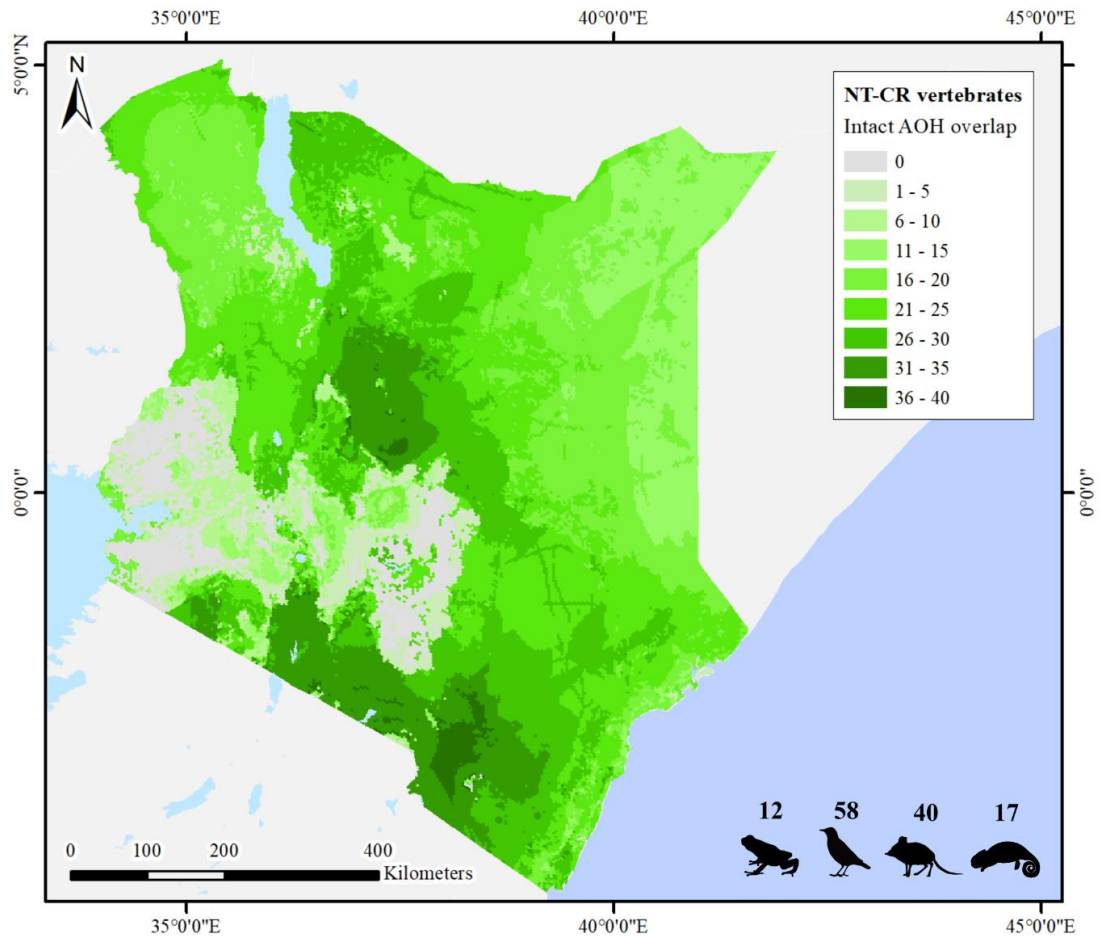 35°0'0"E 40°0'0"E 45°0'0"E
5°0'0"N
N
NT-CR vertebrates
Intact AOH overlap
0
1 - 5
6 - 10
11 - 15
16 - 20
21 - 25
26 - 30
31 - 35
36 - 40
0°0'0" 0°0'0"
12 58 40 17
0 100 200 400
Kilometers
35°0'0"E 40°0'0"E 45°0'0"E